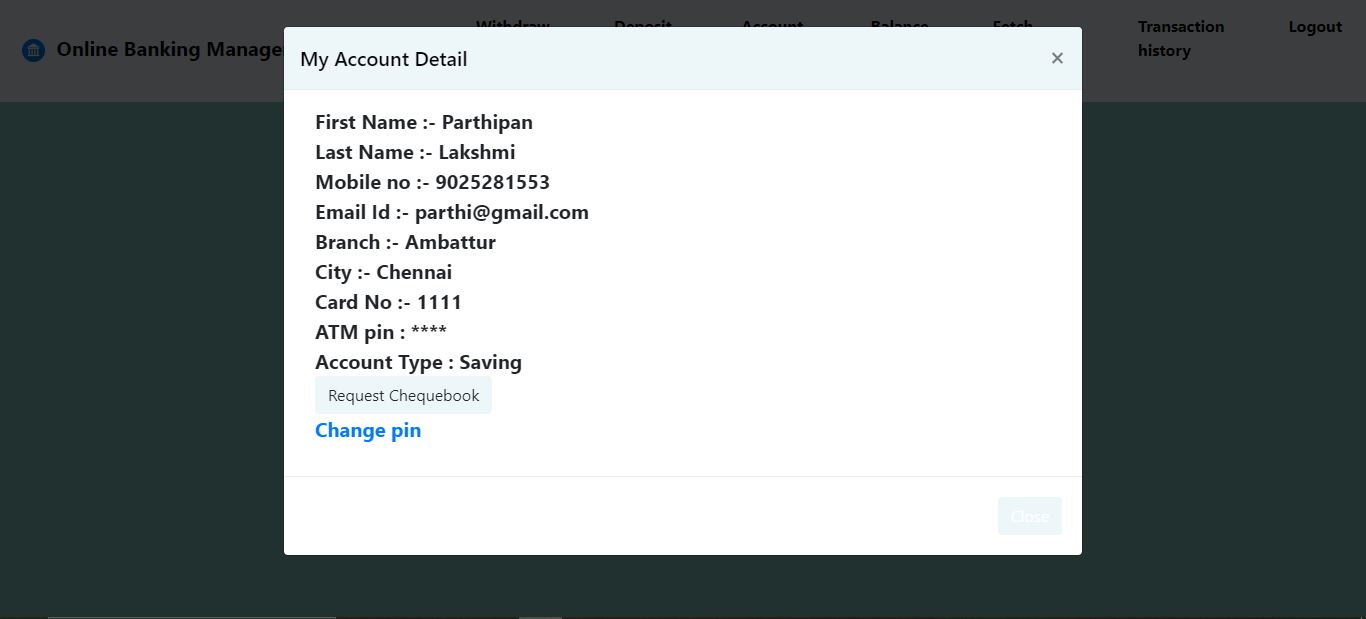 Online Banking Manage
Withdraw
Deposit
Account
Balance
Fetch
Transaction
history
Logout
My Account Detail
×
First Name :- Parthipan
Last Name :- Lakshmi
Mobile no :- 9025281553
Email Id :- parthi@gmail.com
Branch :- Ambattur
City :- Chennai
Card No :- 1111
ATM pin : ****
Account Type : Saving
Request Chequebook
Change pin
Close